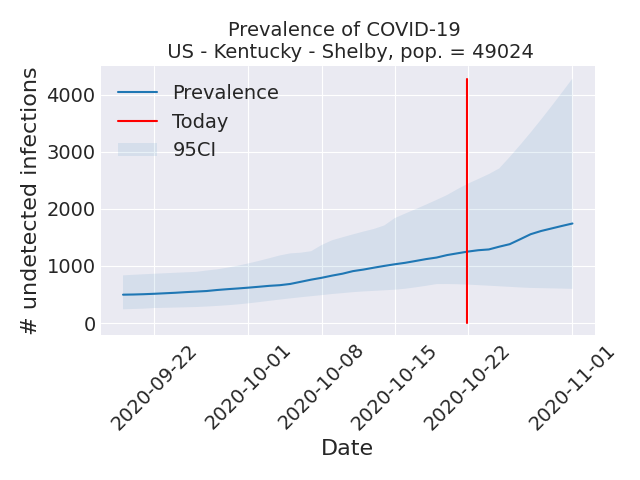 Prevalence of COVID-19
US - Kentucky - Shelby, pop. = 49024
# undetected infections
4000
3000
2000
1000
0
Prevalence
Today
95CI
2020-09-22
2020-10-01
2020-10-08
2020-10-15
2020-10-22
2020-11-01
Date